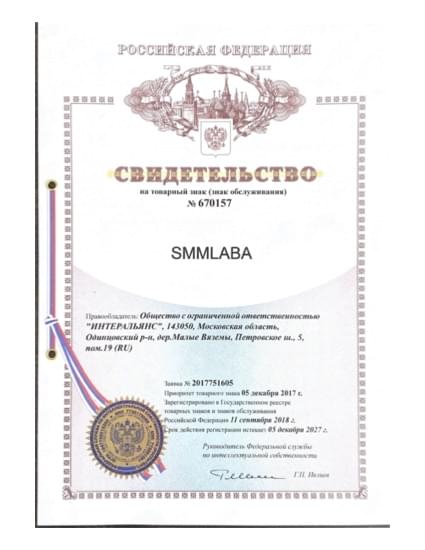 РОССИЙСКАЯ ФЕДЕРАЦИЯ
СВИДЕТЕЛЬСТВО
на товарный знак (знак обслуживания)
№ 670157
SMMLABA
Правообладатель: Общество с ограниченной ответственностью
"ИНТЕРАЛЬЯНС", 143050, Московская область,
Одинцовский р-н, дер.Малые Вяземы, Петровское ш., 5,
пом.19 (RU)
Заявка № 2017751605
Приоритет товарного знака 05 декабря 2017 г.
Зарегистрировано в Государственном реестре
товарных знаков и знаков обслуживания
Российской Федерации 11 сентября 2018 г.
Срок действия регистрации истекает 05 декабря 2027 г.
Руководитель Федеральной службы
по интеллектуальной собственности
Г.П. Ивлиев